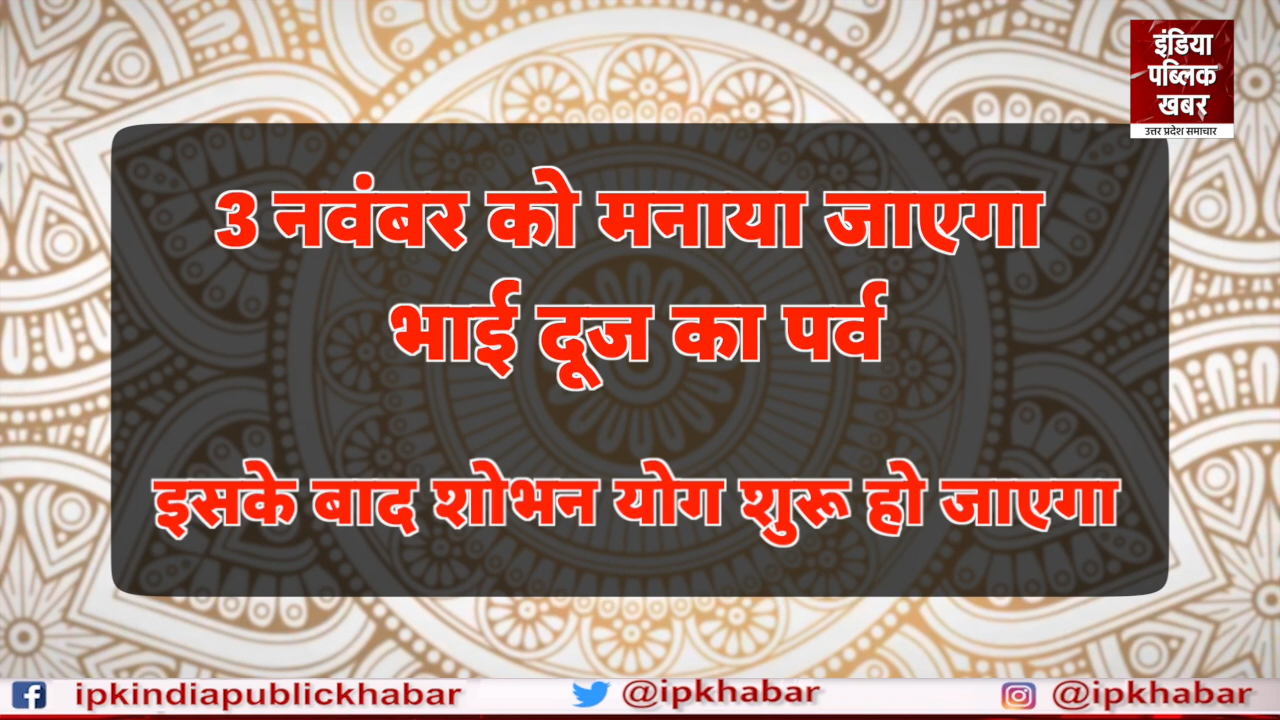 इंडिया
पब्लिक
खबर
उत्तर प्रदेश समाचार
3 नवंबर को मनाया जाएगा
भाई दूज का पर्व
इसके बाद शोभन योग शुरू हो जाएगा
ipkindiapublickhabar @ipkhabar @ipkhabar